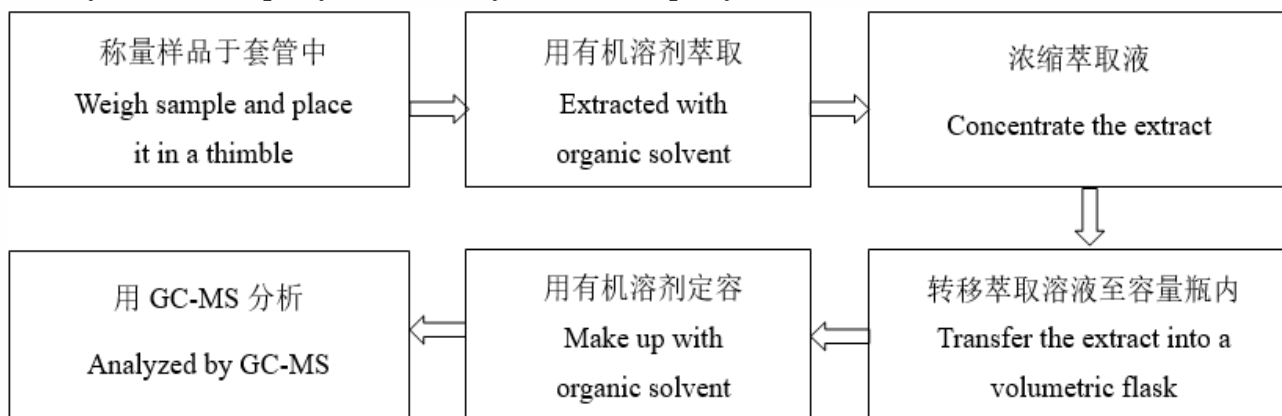 称量样品于套管中
Weigh sample and place
it in a thimble
用有机溶剂萃取
Extracted with
organic solvent
浓缩萃取液
Concentrate the extract
转移萃取溶液至容量瓶内
Transfer the extract into a
volumetric flask
用有机溶剂定容
Make up with
organic solvent
用 GC-MS 分析
Analyzed by GC-MS